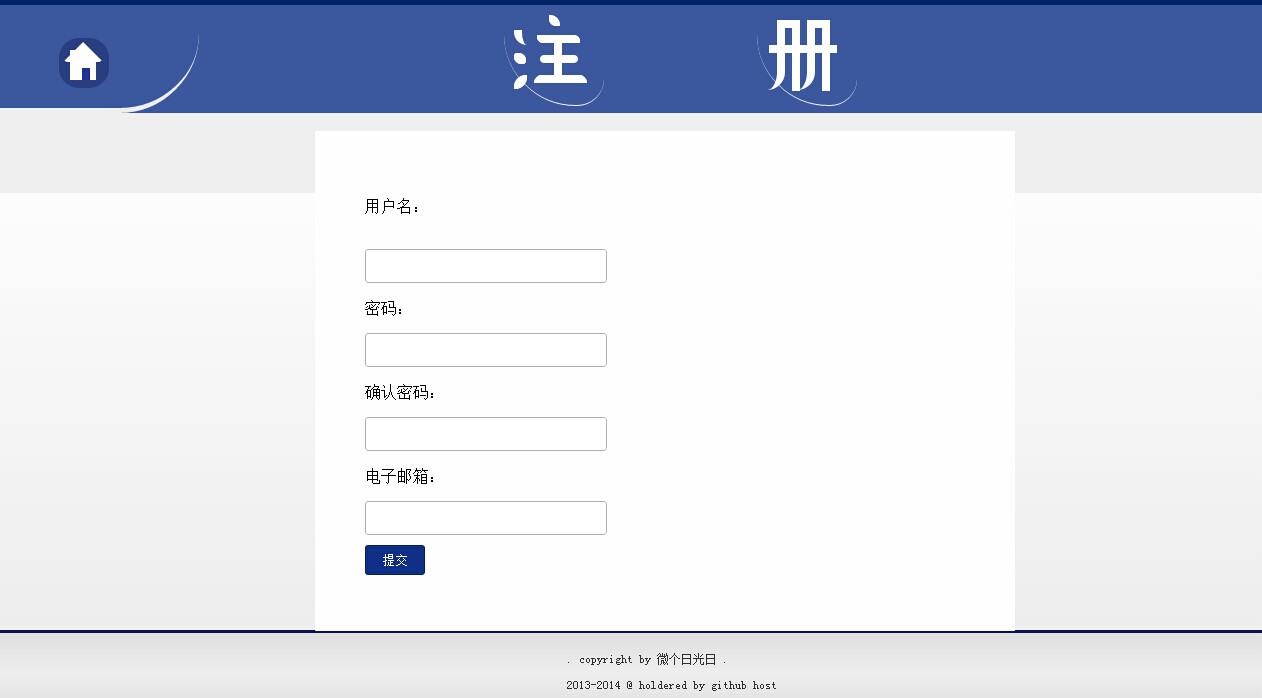 注 册
用户名：
密码：
确认密码：
电子邮箱：
提交
. copyright by 微个日光日 .
2013-2014 @ holdered by github host